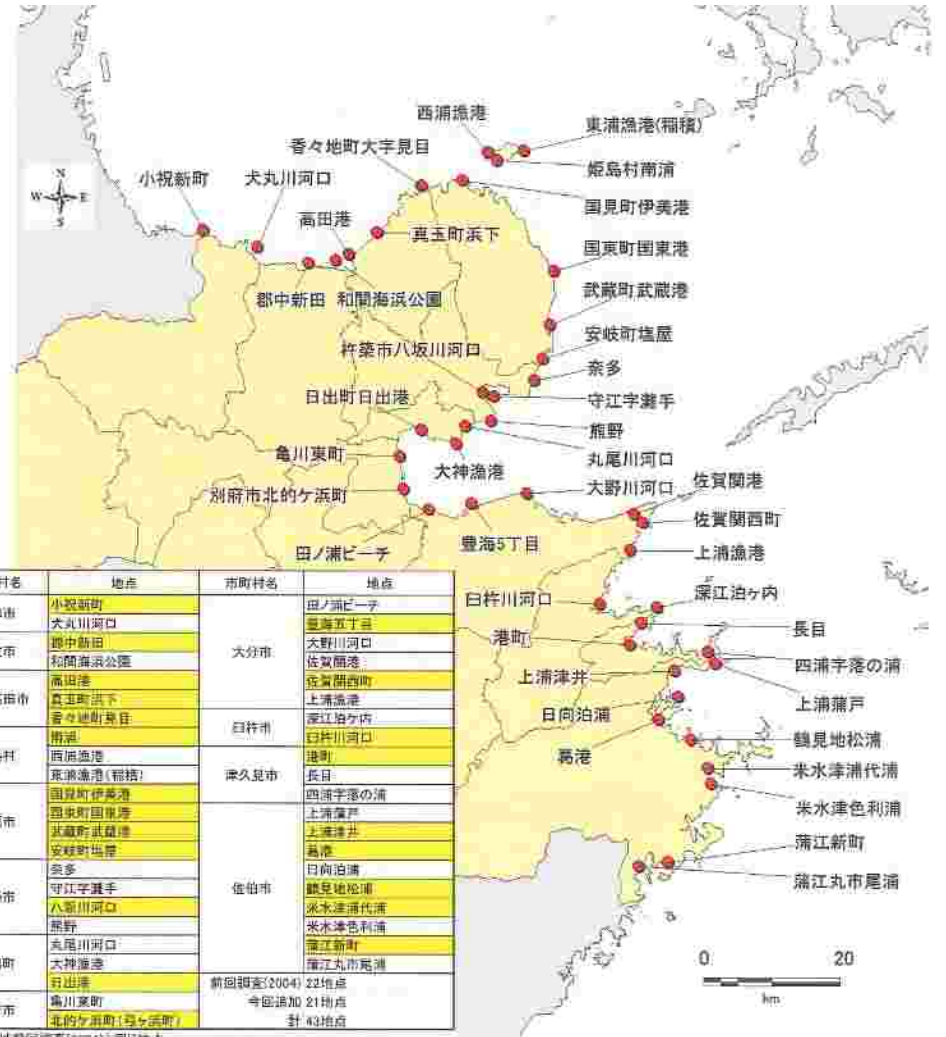 西浦漁港
東浦漁港(稲積)
香々地町大字見目
姫島村南浦
小祝新町
犬丸川河口
国見町伊美港
高田港
真玉町浜下
国東町国東港
N
W E
S
武蔵町武蔵港
郡中新田
和間海浜公園
安岐町塩屋
杵築市八坂川河口
奈多
日出町日出港
守江字灘手
熊野
亀川東町
大神漁港
丸尾川河口
大野川河口
佐賀関港
別府市北的ケ浜町
佐賀関西町
田ノ浦ビーチ
豊海5丁目
上浦漁港
臼杵川河口
深江泊ヶ内
港町
長目
四浦字落の浦
上浦津井
上浦蒲戸
日向泊浦
鶴見地松浦
葛港
米水津浦代浦
米水津色利浦
蒲江新町
蒲江丸市尾浦
0 20
km
村名 地点 市町村名 地点
市 小祝新町 大分市 田ノ浦ビーチ
犬丸川河口 豊海五丁目
市 郡中新田 大野川河口
和間海浜公園 佐賀関港
田市 高田港 佐賀関西町
真玉町浜下 上浦漁港
香々地町見目 臼杵市 深江泊ケ内
村 南浦 臼杵川河口
西浦漁港 津久見市 港町
東浦漁港(稲積) 長目
市 国見町伊美港 四浦字落の浦
国東町国東港 佐伯市 上浦蒲戸
武蔵町武蔵港 上浦津井
安岐町塩屋 葛港
市 奈多 日向泊浦
守江字灘手 鶴見地松浦
八坂川河口 米水津浦代浦
熊野 米水津色利浦
町 丸尾川河口 蒲江新町
大神漁港 蒲江丸市尾浦
日出港 前回調査(2004) 22地点
市 亀川東町 今回追加 21地点
北的ケ浜町(弓ヶ浜町) 計 43地点